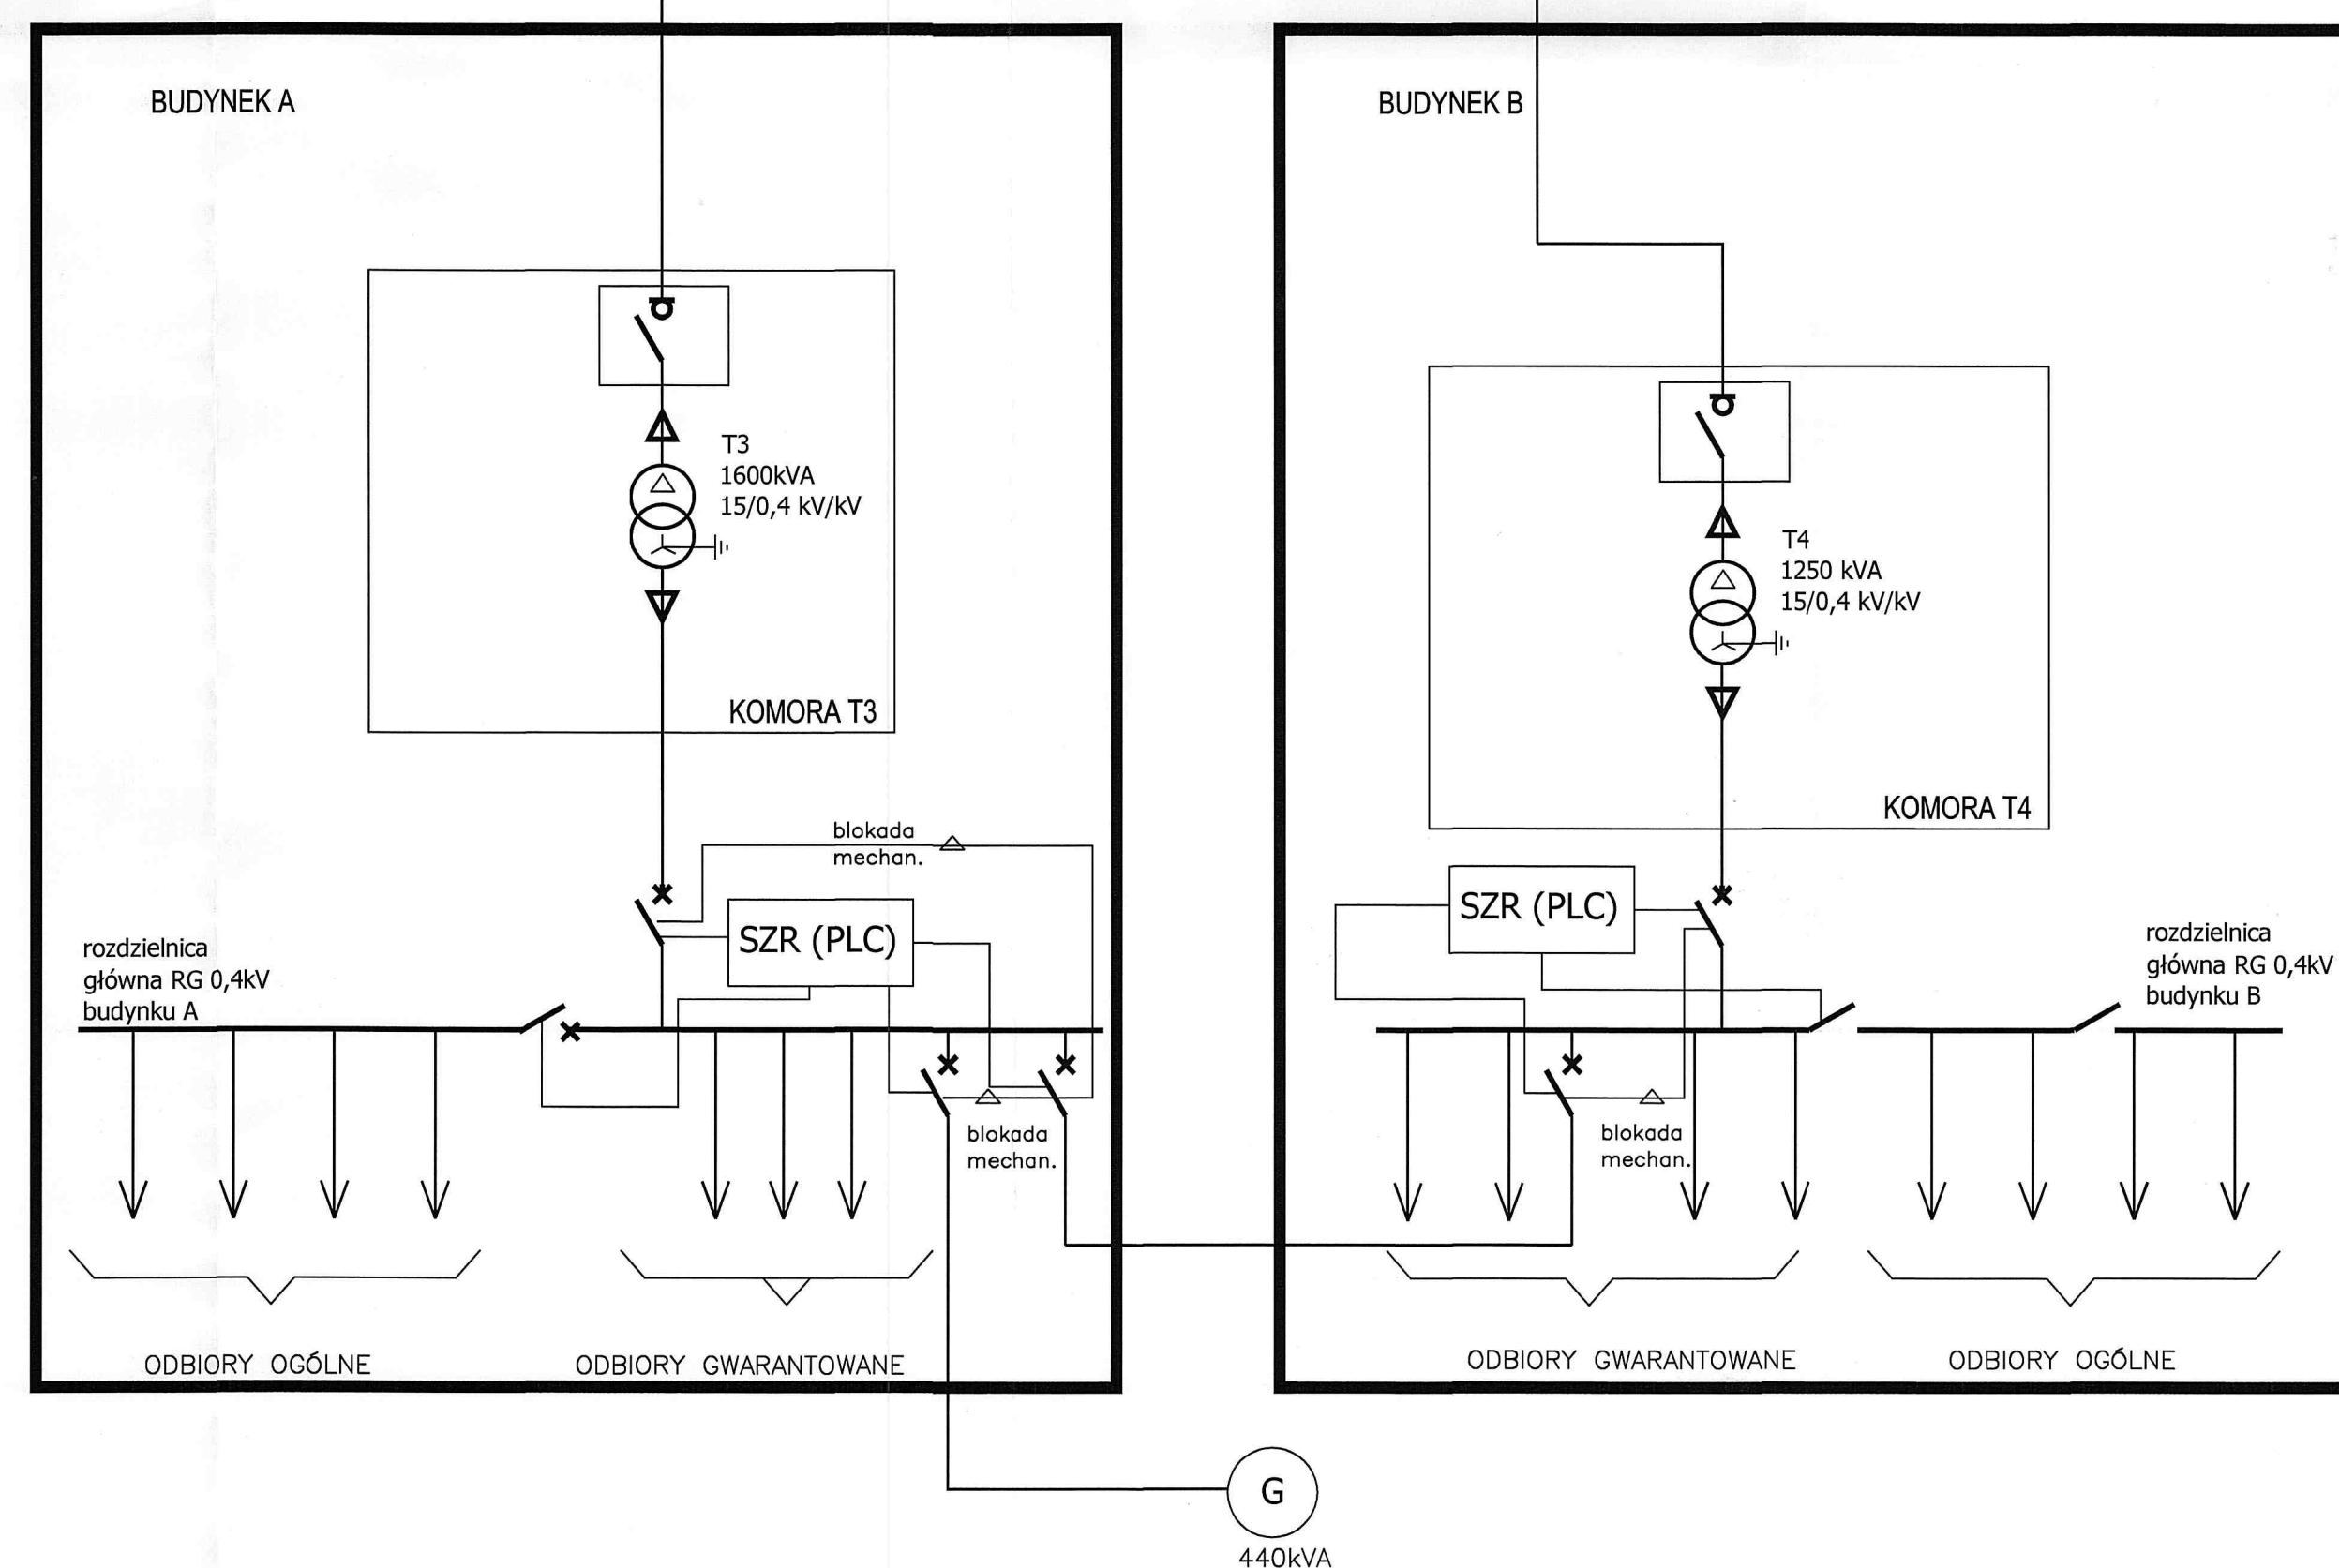 BUDYNEK A
T3
1600kVA
15/0,4 kV/kV
KOMORA T3
blokada
mechan.
SZR (PLC)
rozdzielnica
główna RG 0,4kV
budynku A
blokada
mechan.
ODBIORY OGÓLNE
ODBIORY GWARANTOWANE
BUDYNEK B
T4
1250 kVA
15/0,4 kV/kV
KOMORA T4
SZR (PLC)
rozdzielnica
główna RG 0,4kV
budynku B
blokada
mechan.
ODBIORY GWARANTOWANE
ODBIORY OGÓLNE
G
440kVA